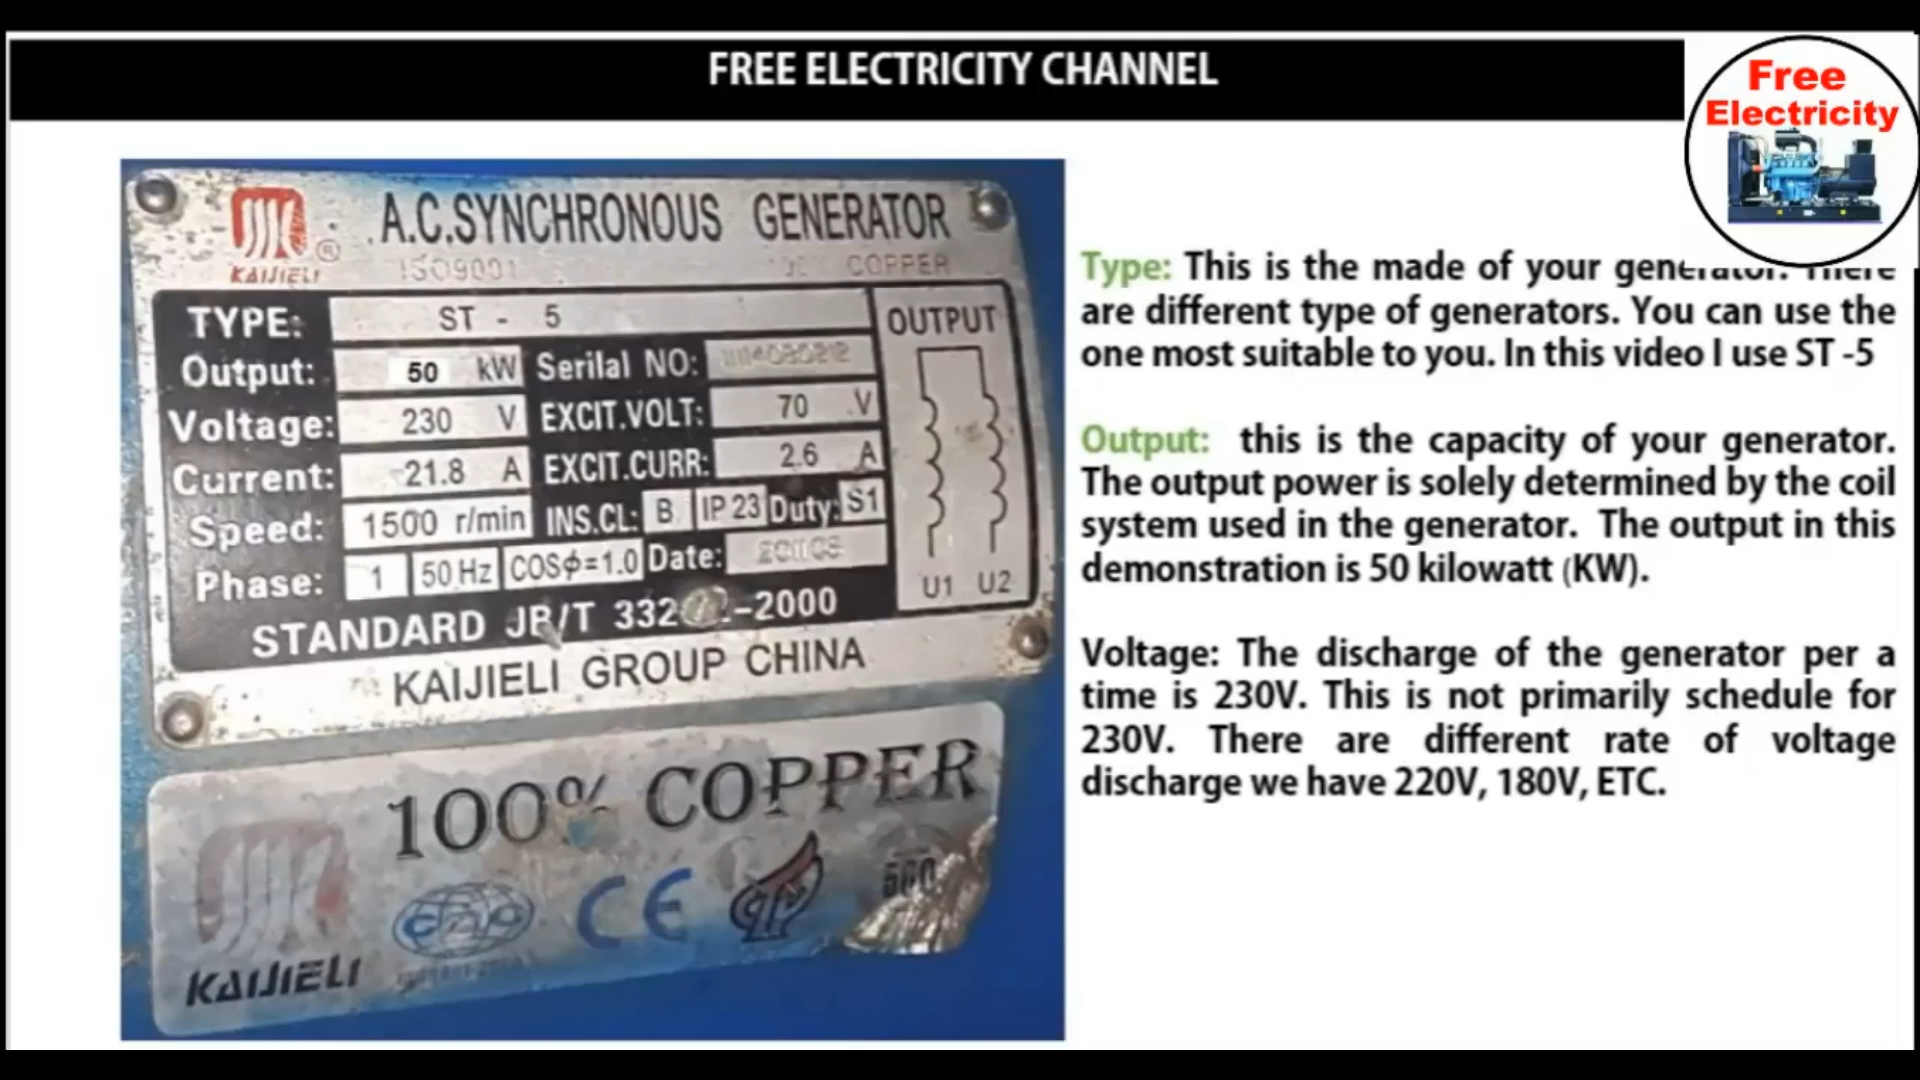 FREE ELECTRICITY CHANNEL
Free
Electricity
A.C.SYNCHRONOUS GENERATOR
KAIJIELI ISO9001 COPPER
TYPE: ST - 5
OUTPUT
Output: 50 kW Serilal NO:
Voltage: 230 V EXCIT.VOLT: 70 V
Current: 21.8 A EXCIT.CURR: 2.6 A
Speed: 1500 r/min INS.CL: B IP 23 Duty: S1
Phase: 1 50 Hz COSϕ=1.0 Date:
U1 U2
STANDARD JB/T 332 -2000
KAIJIELI GROUP CHINA
100% COPPER
CE
KAIJIELI
Type: This is the made of your generator. There
are different type of generators. You can use the
one most suitable to you. In this video I use ST -5
Output: this is the capacity of your generator.
The output power is solely determined by the coil
system used in the generator. The output in this
demonstration is 50 kilowatt (KW).
Voltage: The discharge of the generator per a
time is 230V. This is not primarily schedule for
230V. There are different rate of voltage
discharge we have 220V, 180V, ETC.